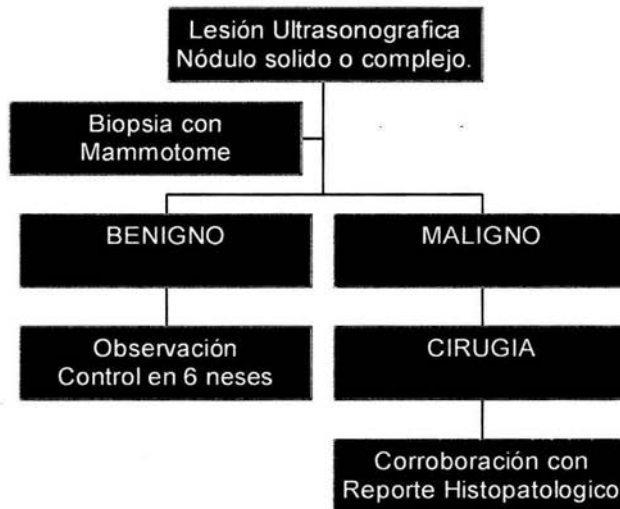 Lesión Ultrasonografica
Nódulo solido o complejo.
Biopsia con
Mammotome
BENIGNO
MALIGNO
Observación
Control en 6 neses
CIRUGIA
Corroboración con
Reporte Histopatologico